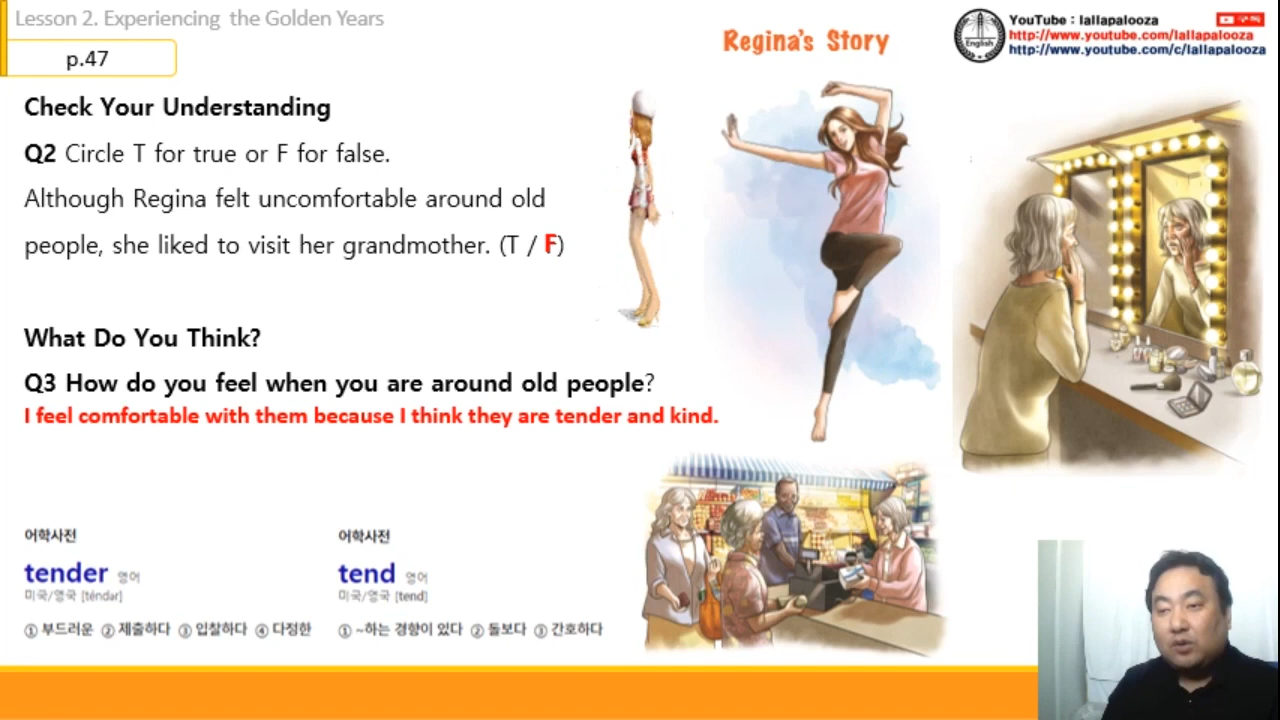 Lesson 2. Experiencing the Golden Years
p.47
Regina's Story
English
YouTube : lallapalooza
http://www.youtube.com/lallapalooza
http://www.youtube.com/c/lallapalooza
Check Your Understanding
Q2 Circle T for true or F for false.
Although Regina felt uncomfortable around old
people, she liked to visit her grandmother. (T / F)
What Do You Think?
Q3 How do you feel when you are around old people?
I feel comfortable with them because I think they are tender and kind.
어학사전
tender 영어
미국/영국 [téndər]
① 부드러운 ② 제출하다 ③ 입찰하다 ④ 다정한
어학사전
tend 영어
미국/영국 [tend]
① ~하는 경향이 있다 ② 돌보다 ③ 간호하다